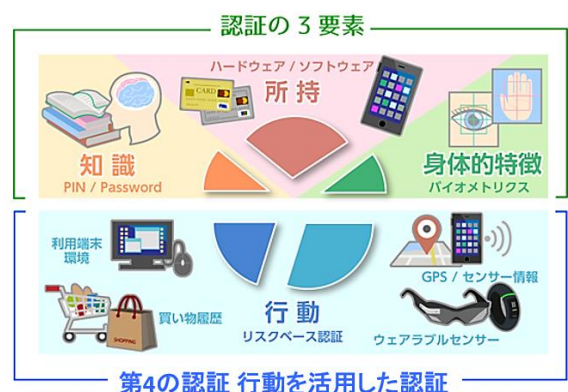 認証の 3 要素
ハードウェア / ソフトウェア
所持
CARD
知識
PIN / Password
身体的特徴
バイオメトリクス
利用端末
環境
買い物履歴
SHOPPING
行動
リスクベース認証
GPS / センサー情報
ウェアラブルセンサー
第4の認証 行動を活用した認証